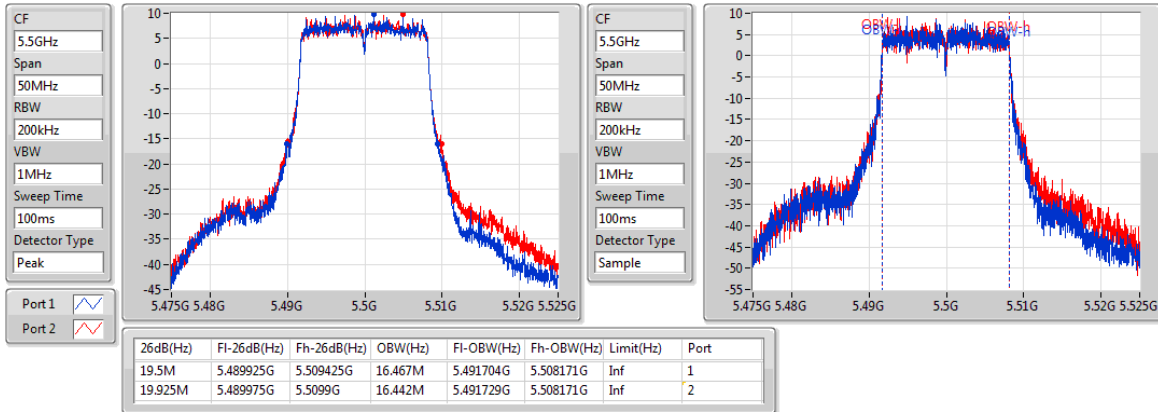 CF
5.5GHz
Span
50MHz
RBW
200kHz
VBW
1MHz
Sweep Time
100ms
Detector Type
Peak
Port 1
Port 2
10
5
0
-5
-10
-15
-20
-25
-30
-35
-40
-45
5.475G 5.48G 5.49G 5.5G 5.51G 5.52G 5.525G
CF
5.5GHz
Span
50MHz
RBW
200kHz
VBW
1MHz
Sweep Time
100ms
Detector Type
Sample
10
5
0
-5
-10
-15
-20
-25
-30
-35
-40
-45
-50
-55
OBW-h
OBW-h
5.475G 5.48G 5.49G 5.5G 5.51G 5.52G 5.525G
26dB(Hz) Fl-26dB(Hz) Fh-26dB(Hz) OBW(Hz) Fl-OBW(Hz) Fh-OBW(Hz) Limit(Hz) Port
19.5M 5.489925G 5.509425G 16.467M 5.491704G 5.508171G Inf 1
19.925M 5.489975G 5.5099G 16.442M 5.491729G 5.508171G Inf 2